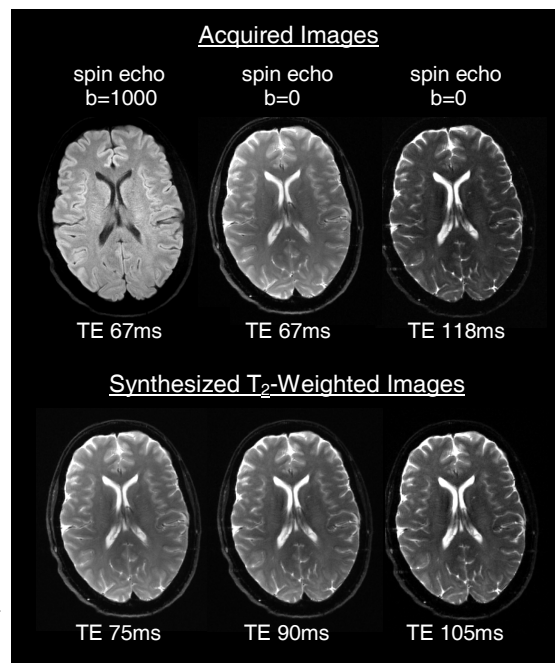 Acquired Images
spin echo spin echo spin echo
b=1000 b=0 b=0
TE 67ms TE 67ms TE 118ms
Synthesized T₂-Weighted Images
TE 75ms TE 90ms TE 105ms